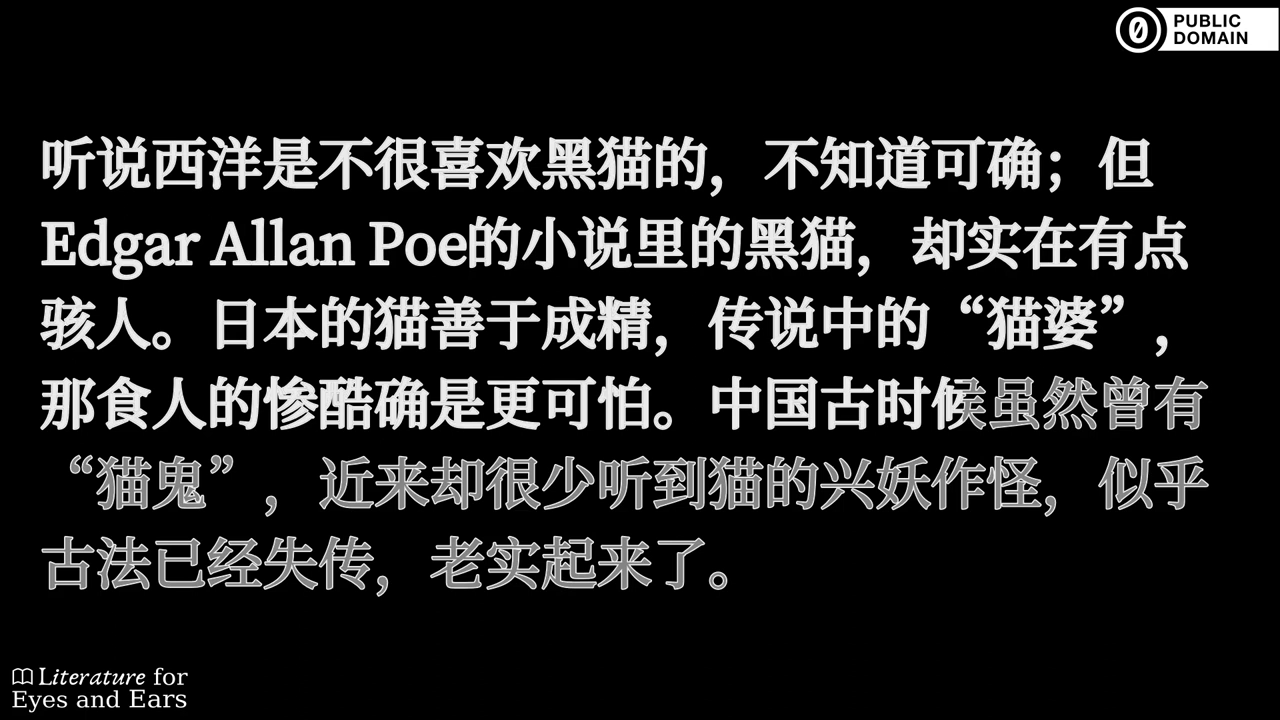 PUBLIC
DOMAIN
听说西洋是不很喜欢黑猫的，不知道可确；但
Edgar Allan Poe的小说里的黑猫，却实在有点
骇人。日本的猫善于成精，传说中的“猫婆”，
那食人的惨酷确是更可怕。中国古时候虽然曾有
“猫鬼”，近来却很少听到猫的兴妖作怪，似乎
古法已经失传，老实起来了。
Literature for
Eyes and Ears